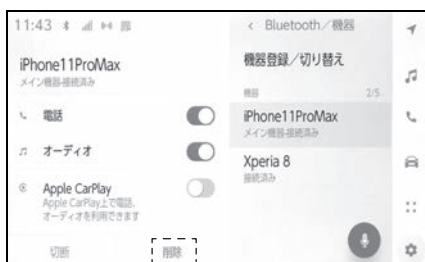 11:43
iPhone11ProMax
メイン機器-接続済み
電話
オーディオ
Apple CarPlay
Apple CarPlay上で電話、
オーディオを利用できます
切断
削除
< Bluetooth/機器
機器登録/切り替え
機器 2/5
iPhone11ProMax
メイン機器-接続済み
Xperia 8
接続済み